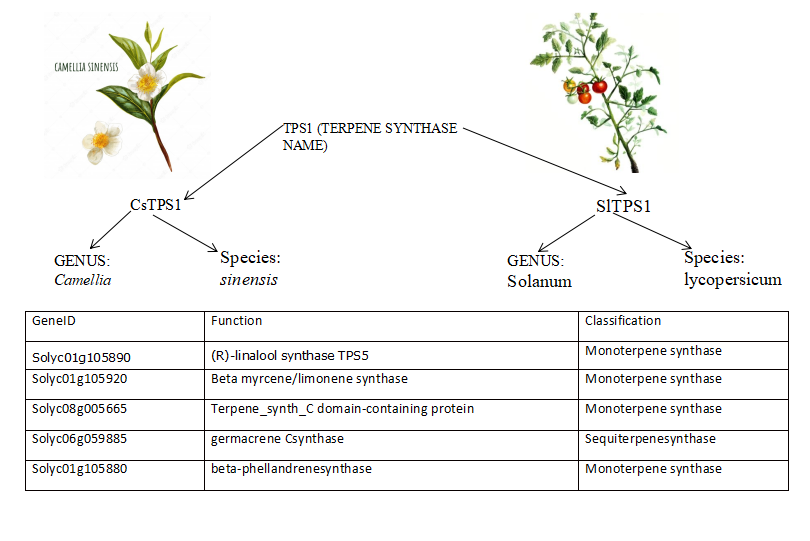 CAMELLIA SINENSIS
TPS1 (TERPENE SYNTHASE
NAME)
CsTPS1
SlTPS1
GENUS:
Camellia
Species:
sinensis
GENUS:
Solanum
Species:
lycopersicum
GeneID Function Classification
Solyc01g105890 (R)-linalool synthase TPS5 Monoterpene synthase
Solyc01g105920 Beta myrcene/limonene synthase Monoterpene synthase
Solyc08g005665 Terpene_synth_C domain-containing protein Monoterpene synthase
Solyc06g059885 germacrene Csynthase Sequiterpenesynthase
Solyc01g105880 beta-phellandrenesynthase Monoterpene synthase